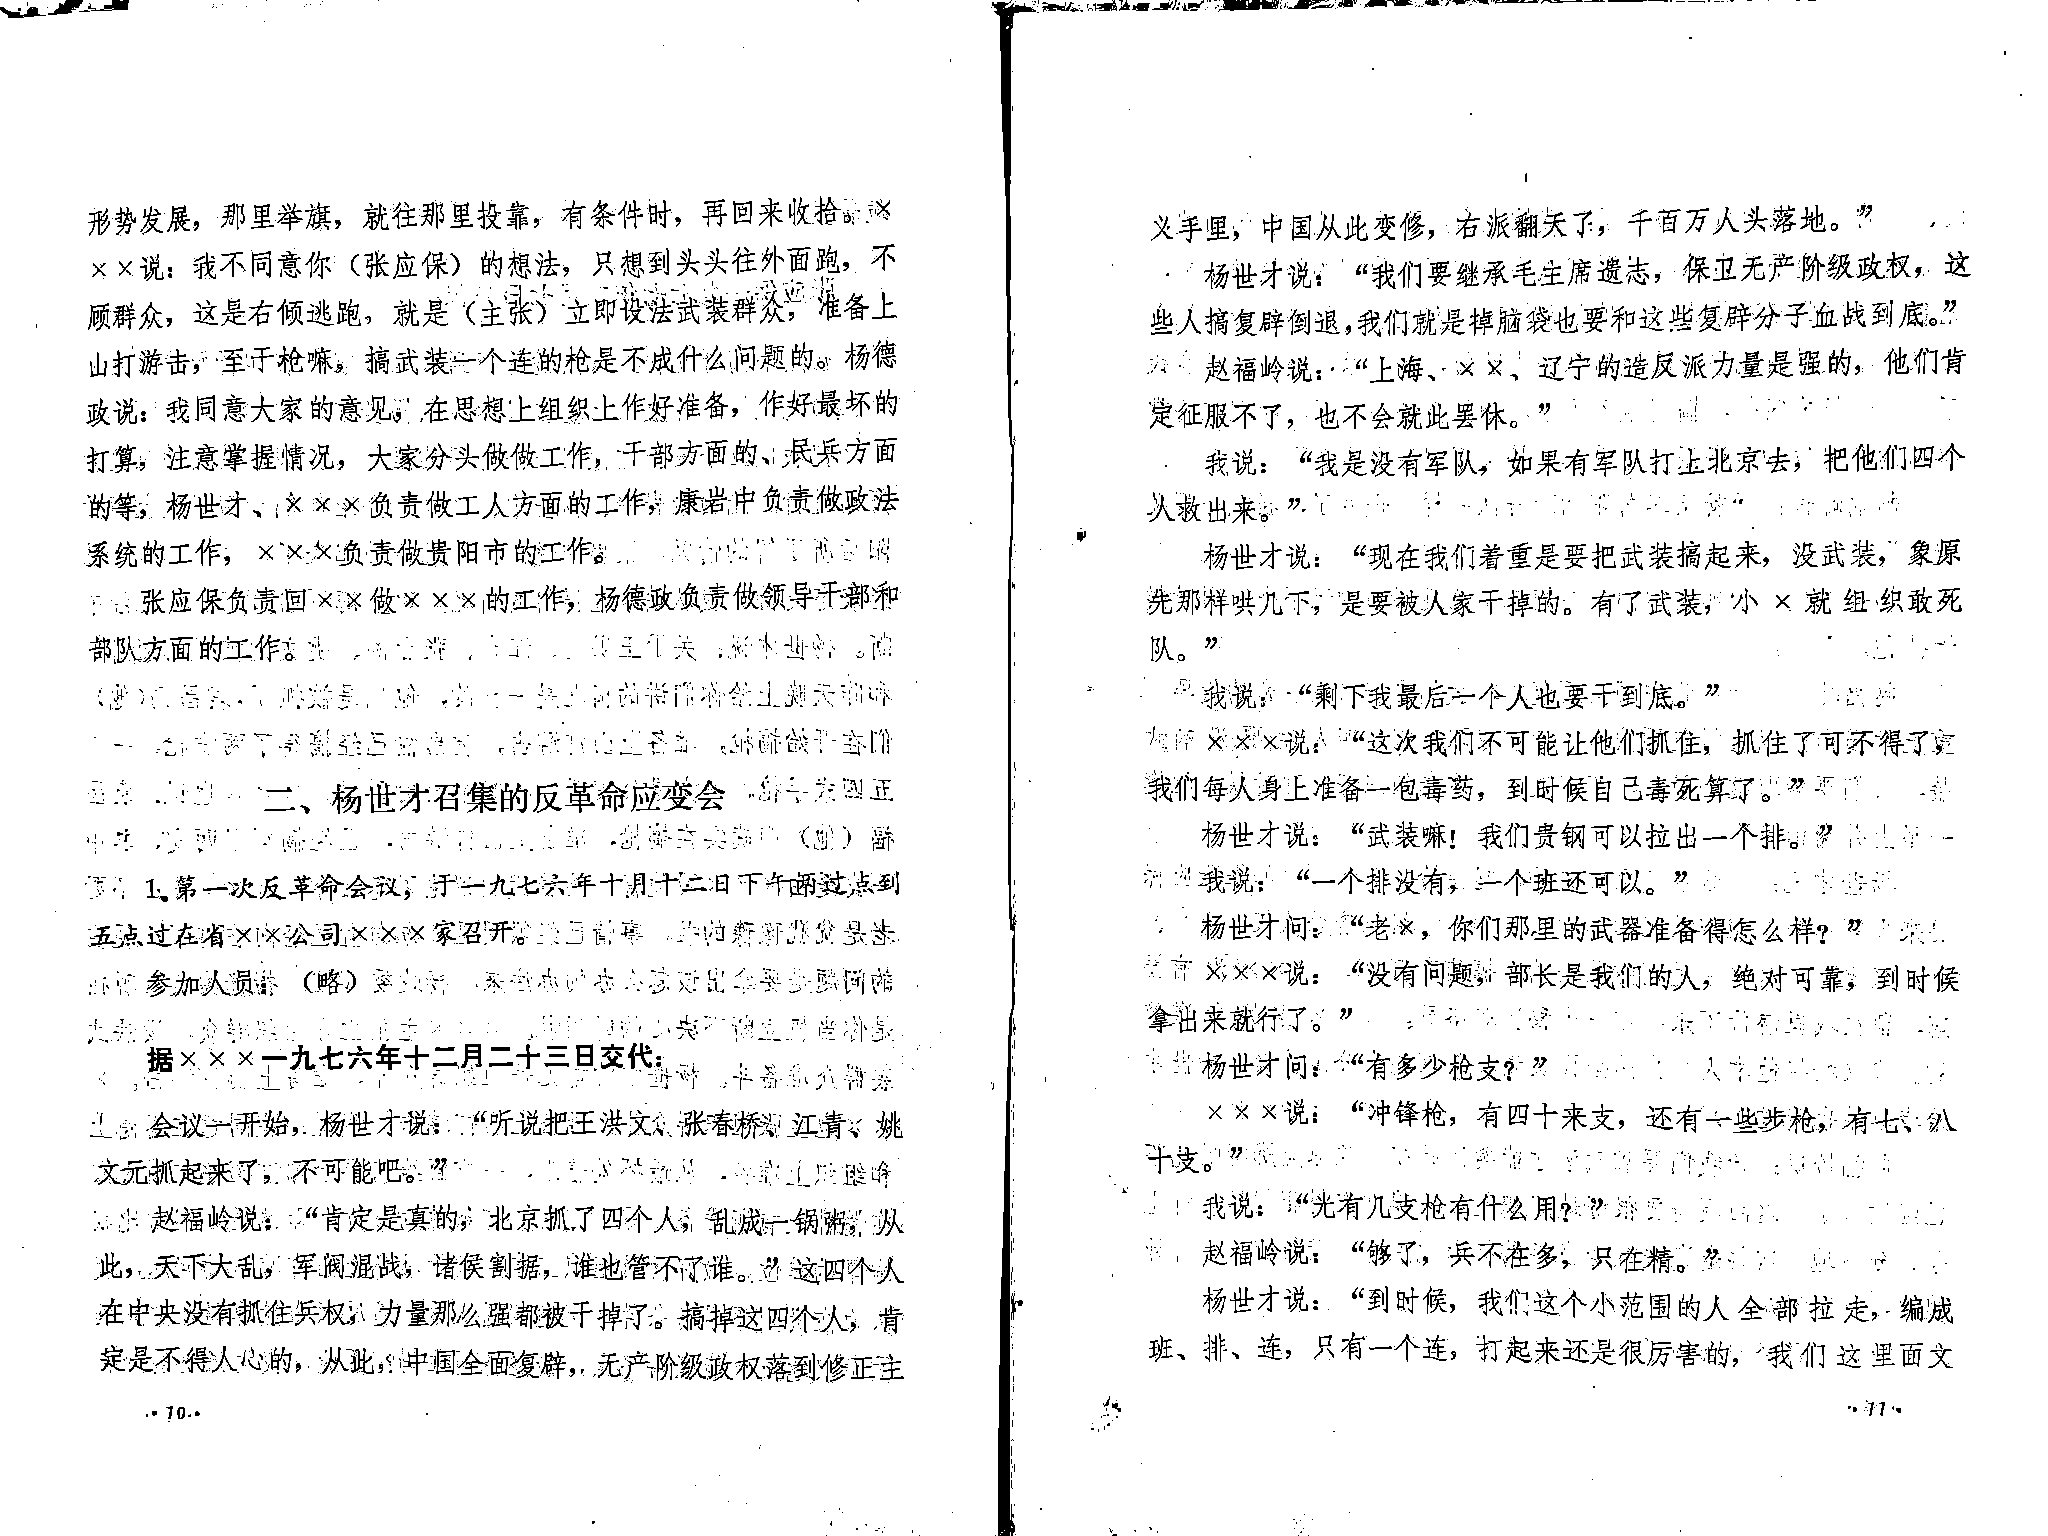 形势发展，那里举旗，就往那里投靠，有条件时，再回来收拾。×
××说：我不同意你（张应保）的想法，只想到头头往外面跑，不
顾群众，这是右倾逃跑，就是（主张）立即设法武装群众，准备上
山打游击，至于枪嘛，搞武装一个连的枪是不成什么问题的。杨德
政说：我同意大家的意见，在思想上组织上作好准备，作好最坏的
打算，注意掌握情况，大家分头做做工作，干部方面的、民兵方面
的等，杨世才、×××负责做工人方面的工作，康岩中负责做政法
系统的工作，×××负责做贵阳市的工作。
张应保负责回××做×××的工作，杨德政负责做领导干部和
部队方面的工作。
二、杨世才召集的反革命应变会
1、第一次反革命会议，于一九七六年十月十二日下午两过点到
五点过在省××公司×××家召开。
参加人员：（略）
据×××一九七六年十二月二十三日交代：
会议一开始，杨世才说：“听说把王洪文、张春桥、江青、姚
文元抓起来了，不可能吧。”
赵福岭说：“肯定是真的，北京抓了四个人，乱成一锅粥，从
此，天下大乱，军阀混战，诸侯割据，谁也管不了谁。”这四个人
在中央没有抓住兵权，力量那么强都被干掉了。搞掉这四个人，肯
定是不得人心的，从此，中国全面复辟，无产阶级政权落到修正主
·10·
义手里，中国从此变修，右派翻天了，千百万人头落地。”
杨世才说：“我们要继承毛主席遗志，保卫无产阶级政权，这
些人搞复辟倒退，我们就是掉脑袋也要和这些复辟分子血战到底。”
赵福岭说：“上海、××、辽宁的造反派力量是强的，他们肯
定征服不了，也不会就此罢休。”
我说：“我是没有军队，如果有军队打上北京去，把他们四个
人救出来。”
杨世才说：“现在我们着重是要把武装搞起来，没武装，象原
先那样哄几下，是要被人家干掉的。有了武装，小×就组织敢死
队。”
我说：“剩下我最后一个人也要干到底。”
×××说：“这次我们不可能让他们抓住，抓住了可不得了，
我们每人身上准备一包毒药，到时候自己毒死算了。”
杨世才说：“武装嘛！我们贵钢可以拉出一个排。”
我说：“一个排没有，一个班还可以。”
杨世才问：“老×，你们那里的武器准备得怎么样？”
×××说：“没有问题，部长是我们的人，绝对可靠，到时候
拿出来就行了。”
杨世才问：“有多少枪支？”
×××说：“冲锋枪，有四十来支，还有一些步枪，有七、八
十支。”
我说：“光有几支枪有什么用？”
赵福岭说：“够了，兵不在多，只在精。”
杨世才说：“到时候，我们这个小范围的人全部拉走，编成
班、排、连，只有一个连，打起来还是很厉害的，我们这里面文
·11·